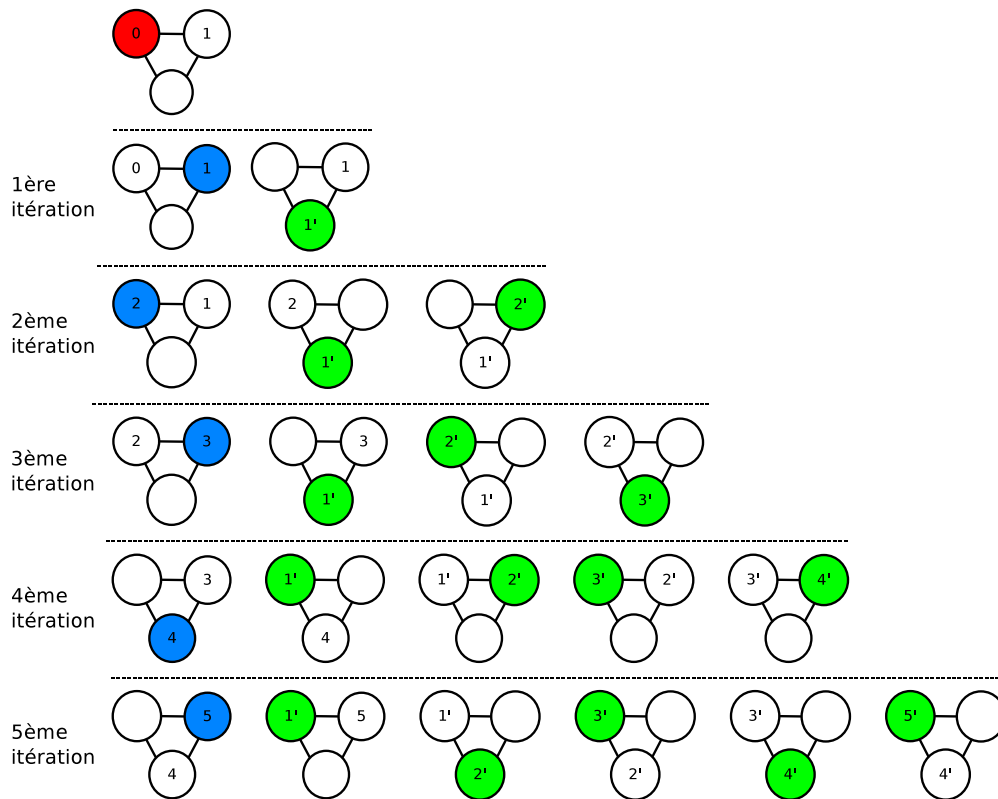 0 1
1ère
itération
0 1 1
1'
2ème
itération
2 1 2 2'
1' 1'
3ème
itération
2 3 3 2' 2'
1' 1' 3'
4ème
itération
3 1' 1' 2' 3' 2' 3' 4'
4 4
5ème
itération
5 1' 5 1' 3' 3' 5'
4 2' 2' 4' 4'